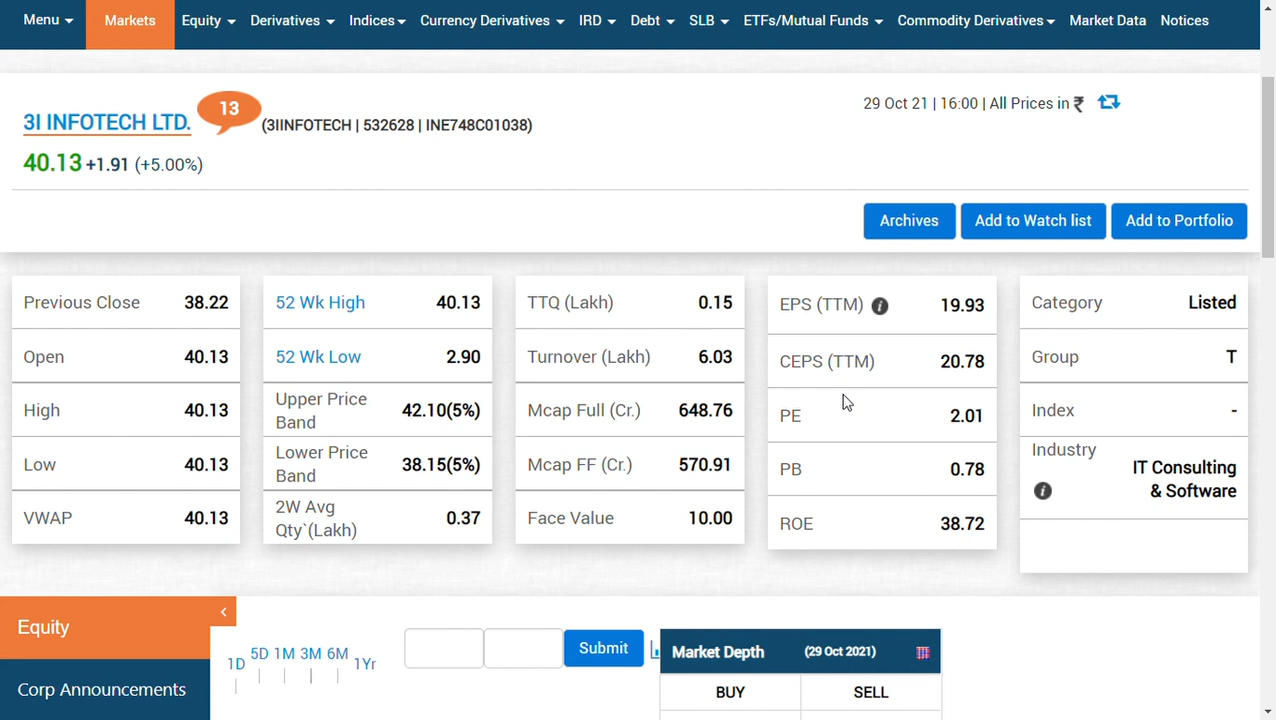 Menu Markets Equity Derivatives Indices Currency Derivatives IRD Debt SLB ETFs/Mutual Funds Commodity Derivatives Market Data Notices
3I INFOTECH LTD. 13 (3IINFOTECH | 532628 | INE748C01038)
29 Oct 21 | 16:00 | All Prices in ₹
40.13 +1.91 (+5.00%)
Archives Add to Watch list Add to Portfolio
Previous Close 38.22
Open 40.13
High 40.13
Low 40.13
VWAP 40.13
52 Wk High 40.13
52 Wk Low 2.90
Upper Price
Band 42.10(5%)
Lower Price
Band 38.15(5%)
2W Avg
Qty`(Lakh) 0.37
TTQ (Lakh) 0.15
Turnover (Lakh) 6.03
Mcap Full (Cr.) 648.76
Mcap FF (Cr.) 570.91
Face Value 10.00
EPS (TTM) i 19.93
CEPS (TTM) 20.78
PE 2.01
PB 0.78
ROE 38.72
Category Listed
Group T
Index -
Industry i IT Consulting
& Software
Equity <
Corp Announcements
1D 5D 1M 3M 6M 1Yr
Submit
Market Depth (29 Oct 2021)
BUY SELL